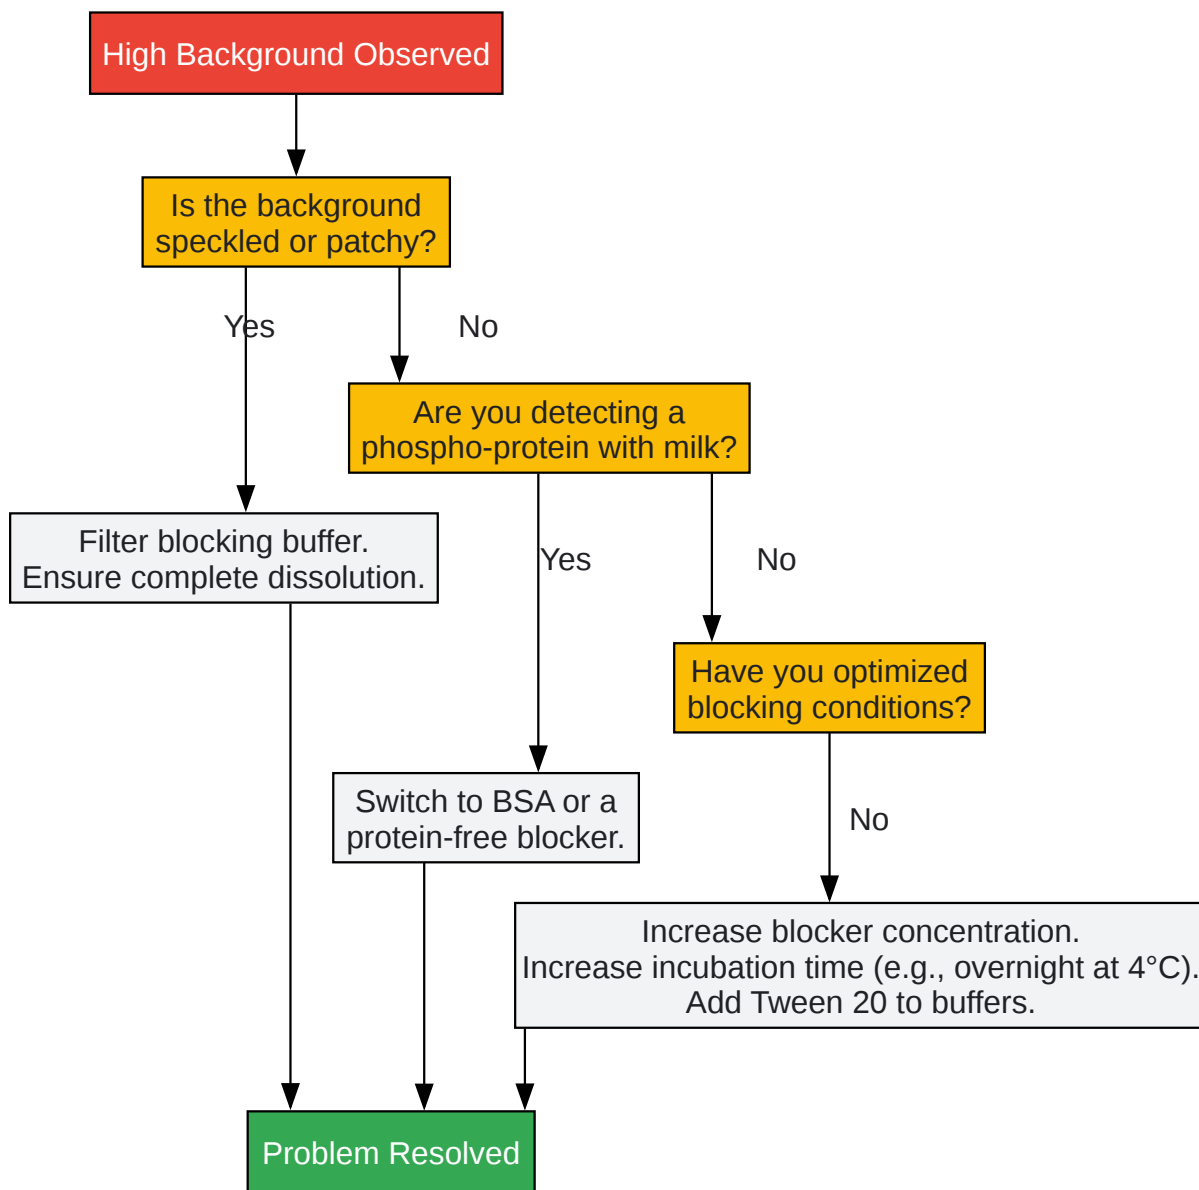 High Background Observed
Is the background
speckled or patchy?
Yes
No
Are you detecting a
phospho-protein with milk?
Filter blocking buffer.
Ensure complete dissolution.
Yes
No
Have you optimized
blocking conditions?
Switch to BSA or a
protein-free blocker.
No
Increase blocker concentration.
Increase incubation time (e.g., overnight at 4°C).
Add Tween 20 to buffers.
Problem Resolved